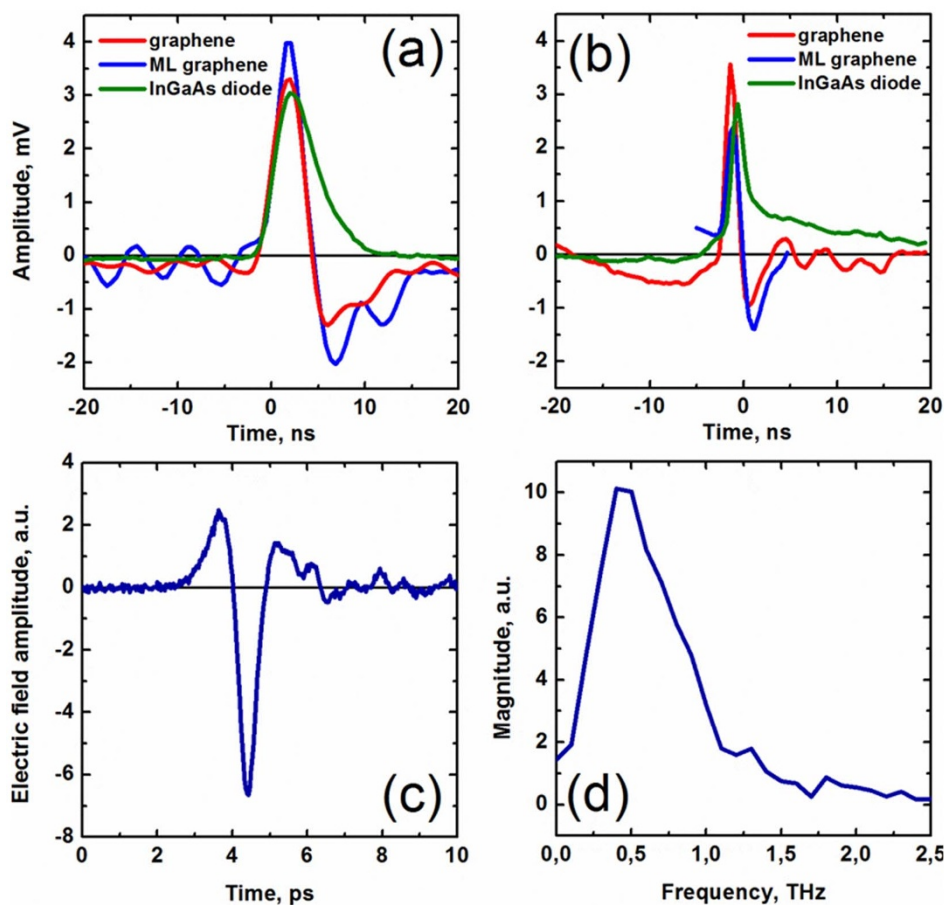 (a)
graphene
ML graphene
InGaAs diode
Amplitude, mV
4
3
2
1
0
-1
-2
-20 -10 0 10 20
Time, ns
(b)
graphene
ML graphene
InGaAs diode
4
3
2
1
0
-1
-2
-20 -10 0 10 20
Time, ns
(c)
Electric field amplitude, a.u.
4
2
0
-2
-4
-6
-8
0 2 4 6 8 10
Time, ps
(d)
Magnitude, a.u.
10
8
6
4
2
0
0,0 0,5 1,0 1,5 2,0 2,5
Frequency, THz